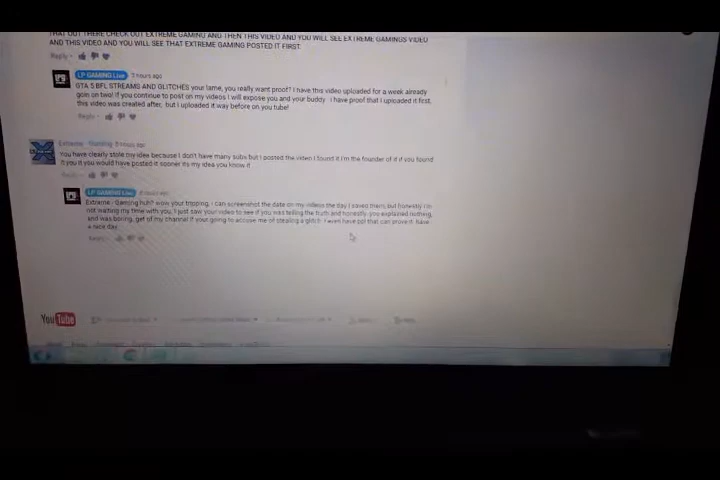 THAT OUT THERE CHECK OUT EXTREME GAMING AND THEN THIS VIDEO AND YOU WILL SEE EXTREME GAMINGS VIDEO
AND THIS VIDEO AND YOU WILL SEE THAT EXTREME GAMING POSTED IT FIRST.
Reply
LP GAMING Live 3 hours ago
GTA 5 BFL STREAMS AND GLITCHES your lame, you really want proof? I have this video uploaded for a week already
goin on two! if you continue to post on my videos I will expose you and your buddy. I have proof that I uploaded it first,
this video was created after, but I uploaded it way before on you tube!
Reply
Extreme - Gaming hours ago
You have clearly stole my idea because I don't have many subs but I posted the video I found it I'm the founder of it if you found
it you it you would have posted it sooner its my idea you know it
Reply
LP GAMING Live hours ago
Extreme - Gaming huh? wow your tripping, i can screenshot the date on my videos the day I saved them, but honestly I'm
not wasting my time with you, I just saw your video to see if you was telling the truth and honestly, you explained nothing,
and was boring, get of my channel if your going to accuse me of stealing a glitch. I even have ppl that can prove it. have
a nice day
Reply
YouTube